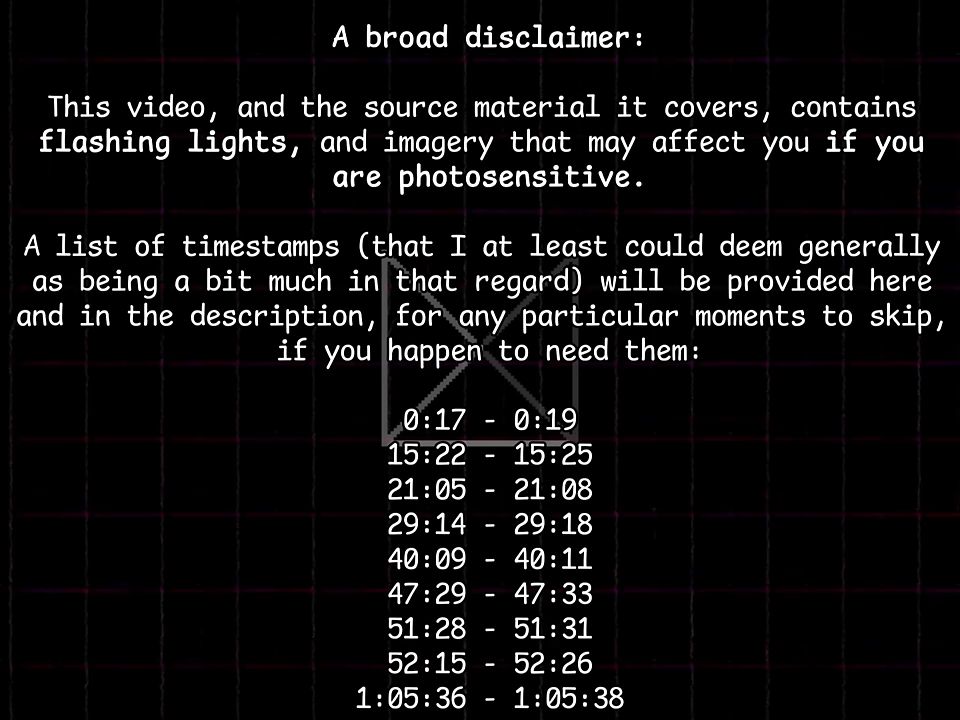 A broad disclaimer:
This video, and the source material it covers, contains
flashing lights, and imagery that may affect you if you
are photosensitive.
A list of timestamps (that I at least could deem generally
as being a bit much in that regard) will be provided here
and in the description, for any particular moments to skip,
if you happen to need them:
0:17 - 0:19
15:22 - 15:25
21:05 - 21:08
29:14 - 29:18
40:09 - 40:11
47:29 - 47:33
51:28 - 51:31
52:15 - 52:26
1:05:36 - 1:05:38